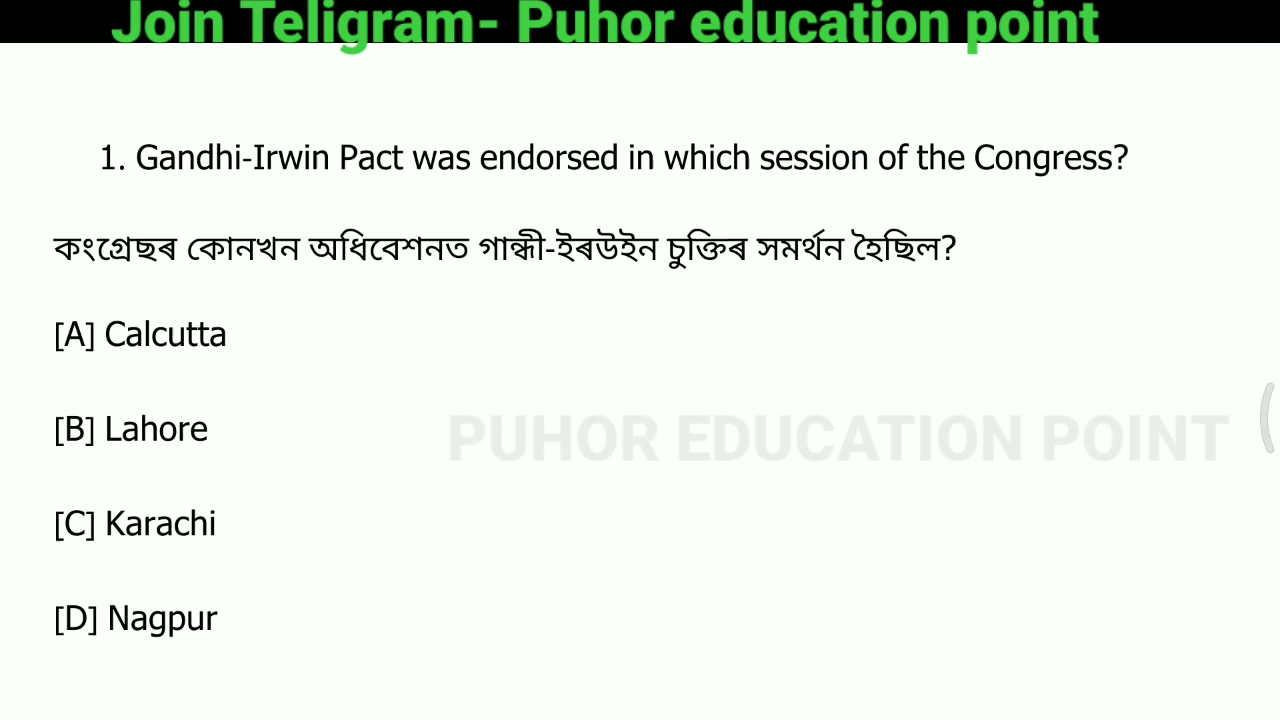 Join Teligram- Puhor education point
1. Gandhi-Irwin Pact was endorsed in which session of the Congress?
কংগ্ৰেছৰ কোনখন অধিবেশনত গান্ধী-ইৰউইন চুক্তিৰ সমৰ্থন হৈছিল?
[A] Calcutta
[B] Lahore
PUHOR EDUCATION POINT
[C] Karachi
[D] Nagpur